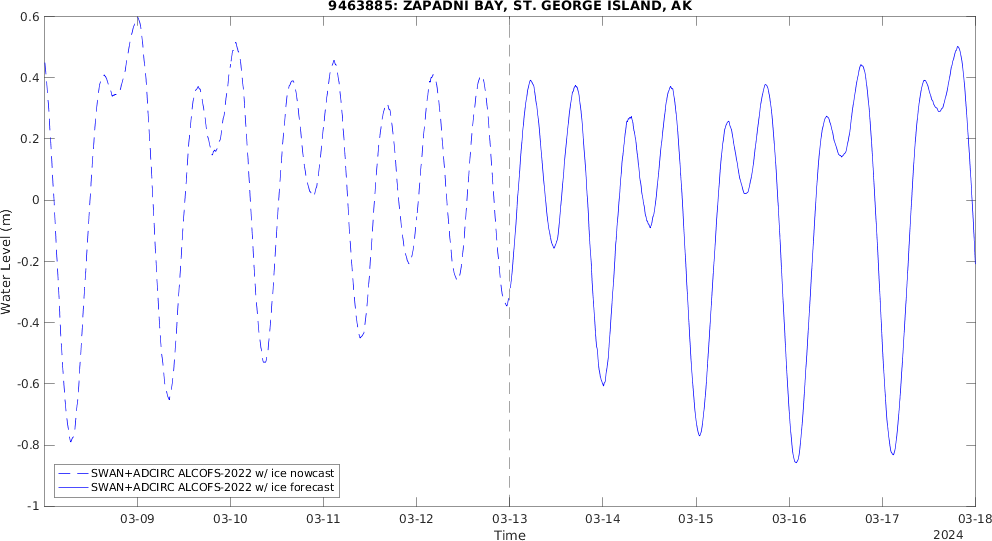 9463885: ZAPADNI BAY, ST. GEORGE ISLAND, AK
0.6
0.4
0.2
0
-0.2
-0.4
-0.6
-0.8
-1
Water Level (m)
SWAN+ADCIRC ALCOFS-2022 w/ ice nowcast
SWAN+ADCIRC ALCOFS-2022 w/ ice forecast
03-09 03-10 03-11 03-12 03-13 03-14 03-15 03-16 03-17 03-18
Time
2024